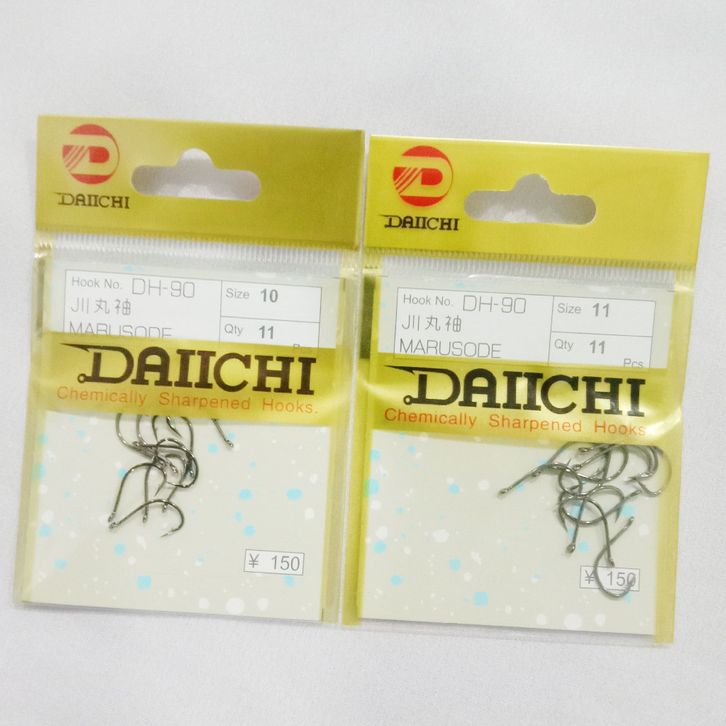 DAIICHI
Hook No. DH-90
川丸袖
MARUSODE
Size 10
Qty 11
Pcs
DAIICHI
Chemically Sharpened Hooks.
¥ 150
DAIICHI
Hook No. DH-90
川丸袖
MARUSODE
Size 11
Qty 11
Pcs
DAIICHI
Chemically Sharpened Hooks
¥ 150